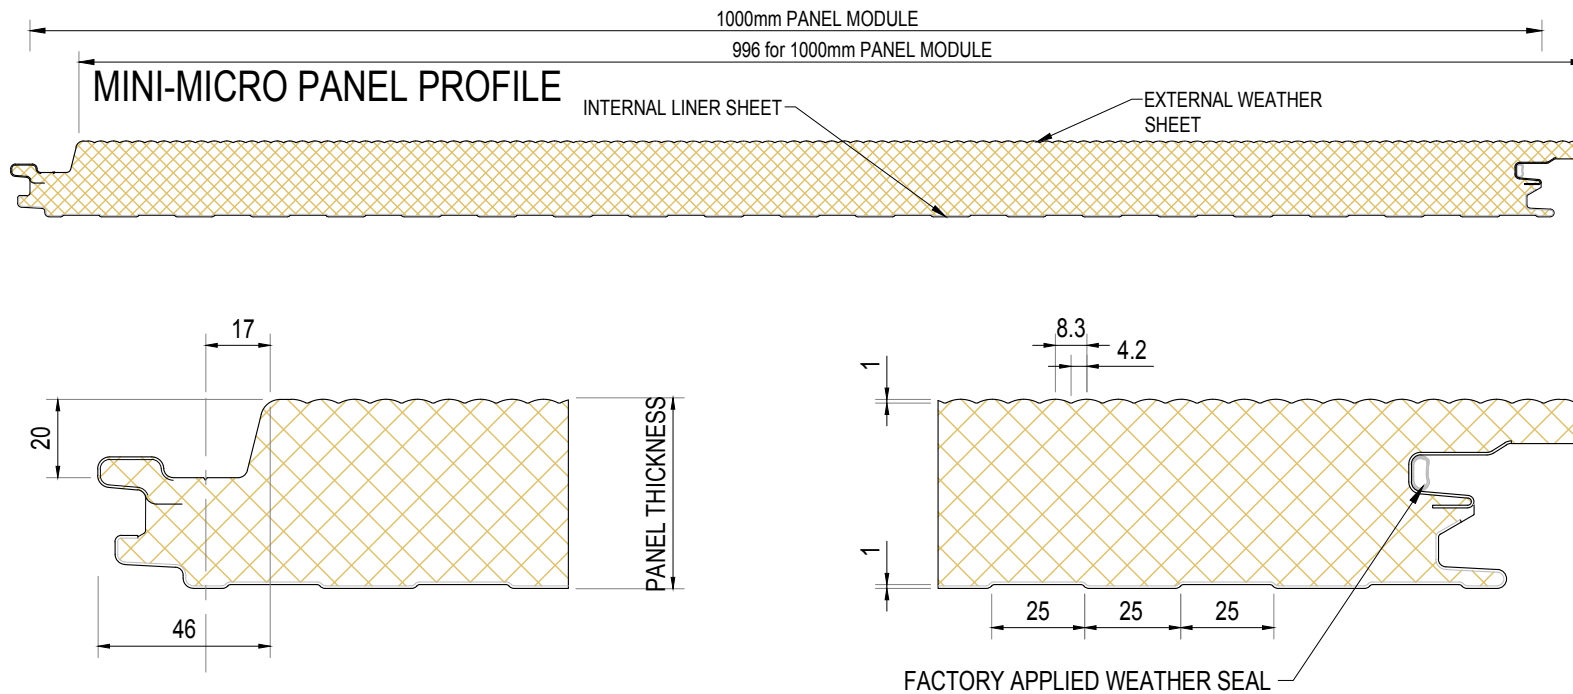 1000mm PANEL MODULE
996 for 1000mm PANEL MODULE
MINI-MICRO PANEL PROFILE
INTERNAL LINER SHEET
EXTERNAL WEATHER
SHEET
17
20
46
PANEL THICKNESS
8.3
4.2
1
1
25
25
25
FACTORY APPLIED WEATHER SEAL